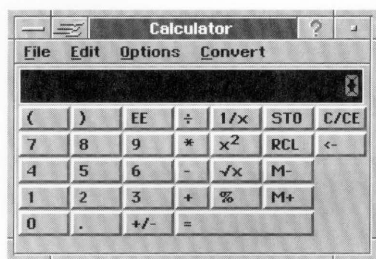 Calculator ?
File Edit Options Convert
0
( ) EE ÷ 1/x STO C/CE
7 8 9 * x² RCL <-
4 5 6 - √x M-
1 2 3 + % M+
0 . +/- =